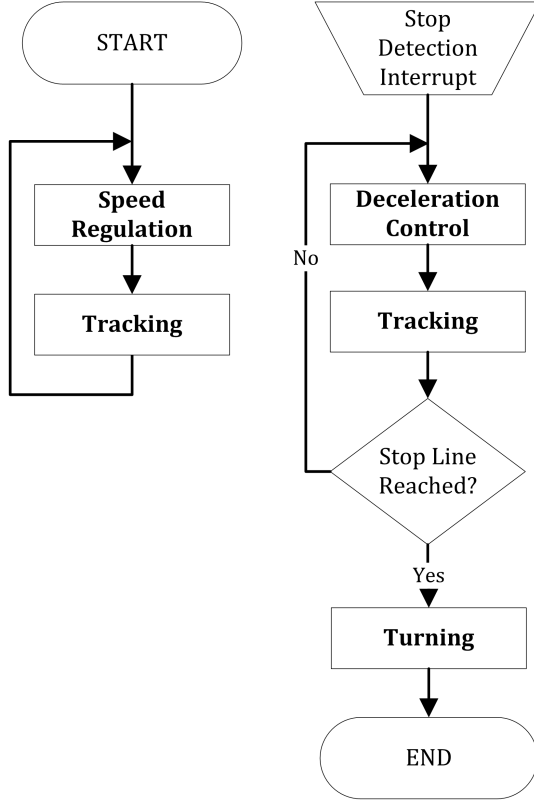 START
Speed
Regulation
Tracking
Stop
Detection
Interrupt
Deceleration
Control
No
Tracking
Stop Line
Reached?
Yes
Turning
END